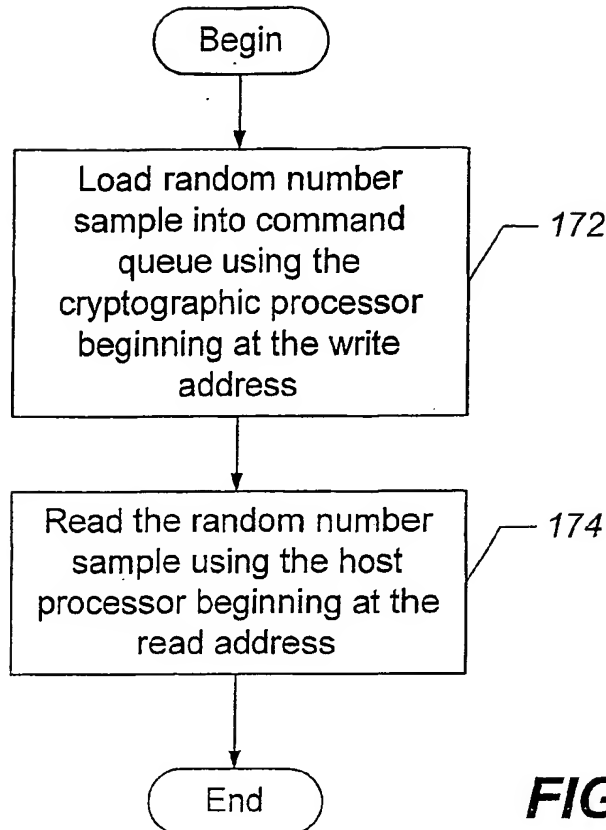 Begin
Load random number
sample into command
queue using the
cryptographic processor
beginning at the write
address
172
Read the random number
sample using the host
processor beginning at the
read address
174
End
FIG